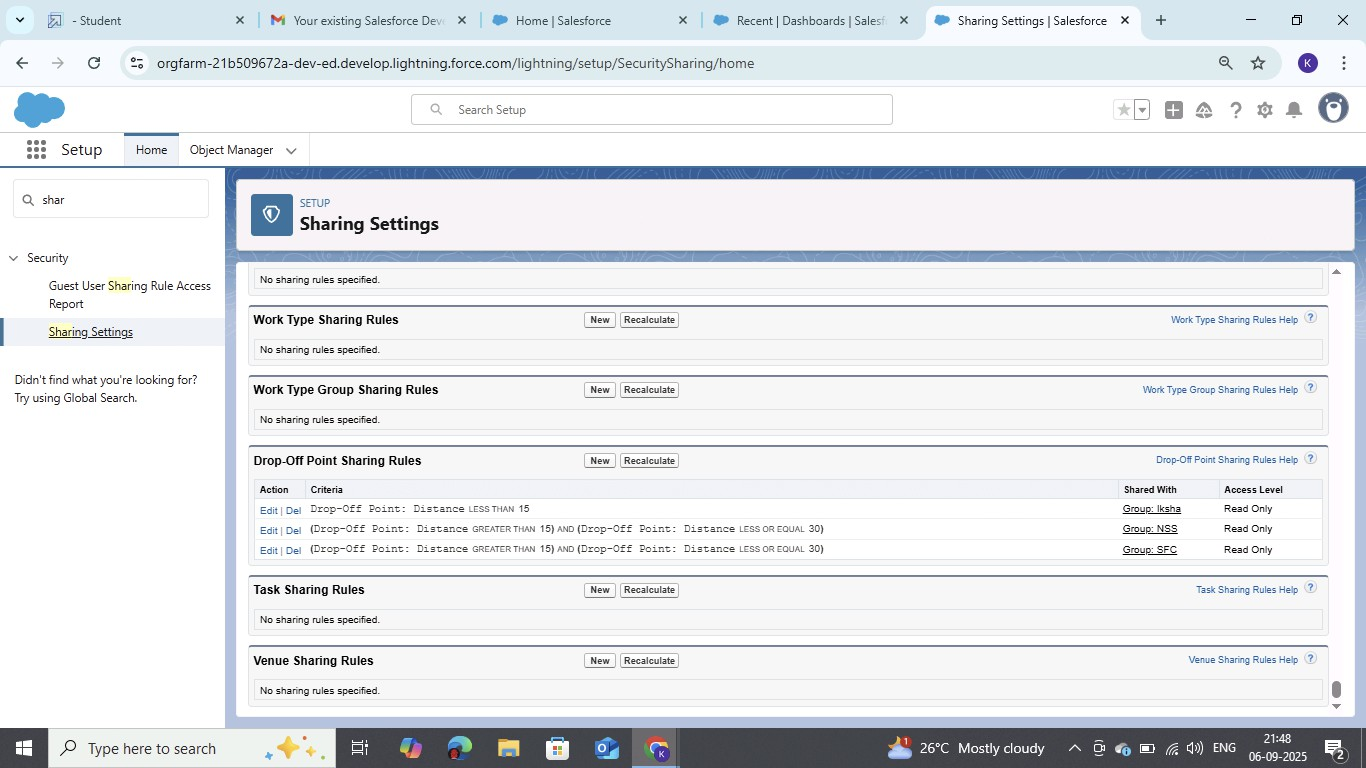 - Student
Your existing Salesforce Dev
Home | Salesforce
Recent | Dashboards | Salesf
Sharing Settings | Salesforce
orgfarm-21b509672a-dev-ed.develop.lightning.force.com/lightning/setup/SecuritySharing/home
K
Search Setup
Setup
Home
Object Manager
shar
Security
Guest User Sharing Rule Access
Report
Sharing Settings
Didn't find what you're looking for?
Try using Global Search.
SETUP
Sharing Settings
No sharing rules specified.
Work Type Sharing Rules New Recalculate Work Type Sharing Rules Help ?
No sharing rules specified.
Work Type Group Sharing Rules New Recalculate Work Type Group Sharing Rules Help ?
No sharing rules specified.
Drop-Off Point Sharing Rules New Recalculate Drop-Off Point Sharing Rules Help ?
Action Criteria Shared With Access Level
Edit | Del Drop-Off Point: Distance LESS THAN 15 Group: Iksha Read Only
Edit | Del (Drop-Off Point: Distance GREATER THAN 15) AND (Drop-Off Point: Distance LESS OR EQUAL 30) Group: NSS Read Only
Edit | Del (Drop-Off Point: Distance GREATER THAN 15) AND (Drop-Off Point: Distance LESS OR EQUAL 30) Group: SFC Read Only
Task Sharing Rules New Recalculate Task Sharing Rules Help ?
No sharing rules specified.
Venue Sharing Rules New Recalculate Venue Sharing Rules Help ?
No sharing rules specified.
Type here to search
K
1
26°C Mostly cloudy
ENG
21:48
06-09-2025
2